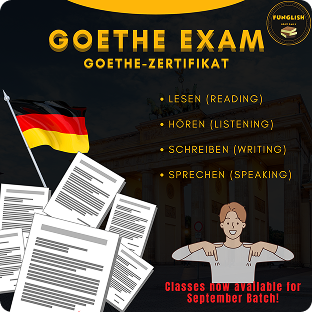 FUNGLISH
GOETHE EXAM
GOETHE-ZERTIFIKAT
• LESEN (READING)
• HÖREN (LISTENING)
• SCHREIBEN (WRITING)
• SPRECHEN (SPEAKING)
Classes now available for
September Batch!